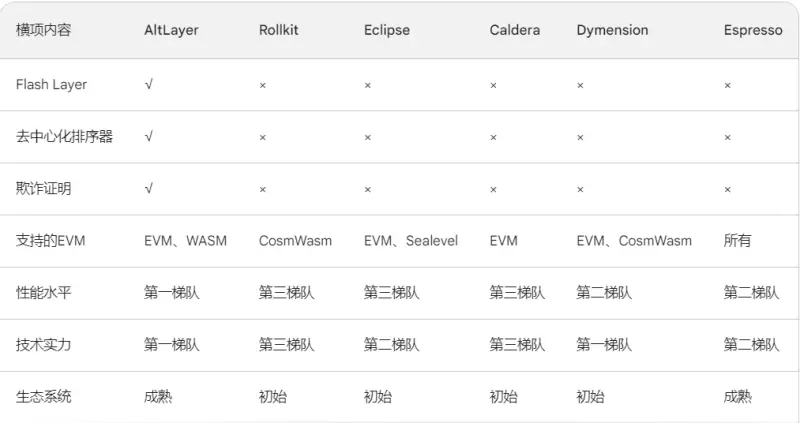 横项内容 AltLayer Rollkit Eclipse Caldera Dymension Espresso
Flash Layer √ × × × × ×
去中心化排序器 √ × × × × ×
欺诈证明 √ × × × × ×
支持的EVM EVM、WASM CosmWasm EVM、Sealevel EVM EVM、CosmWasm 所有
性能水平 第一梯队 第三梯队 第三梯队 第三梯队 第二梯队 第二梯队
技术实力 第一梯队 第三梯队 第二梯队 第三梯队 第一梯队 第二梯队
生态系统 成熟 初始 初始 初始 初始 成熟